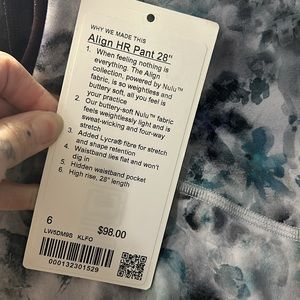 WHY WE MADE THIS
Align HR Pant 28"
1. When feeling nothing is
everything. The Align
collection, powered by Nulu™
fabric, is so weightless and
buttery soft, all you feel is
your practice
2. Our buttery-soft Nulu™ fabric
feels weightlessly light and is
sweat-wicking and four-way
stretch
3. Added Lycra® fibre for stretch
and shape retention
4. Waistband lies flat and won't
dig in
5. Hidden waistband pocket
6. High rise, 28" length
6
$98.00
LW5DM9S KLFO
000132301529